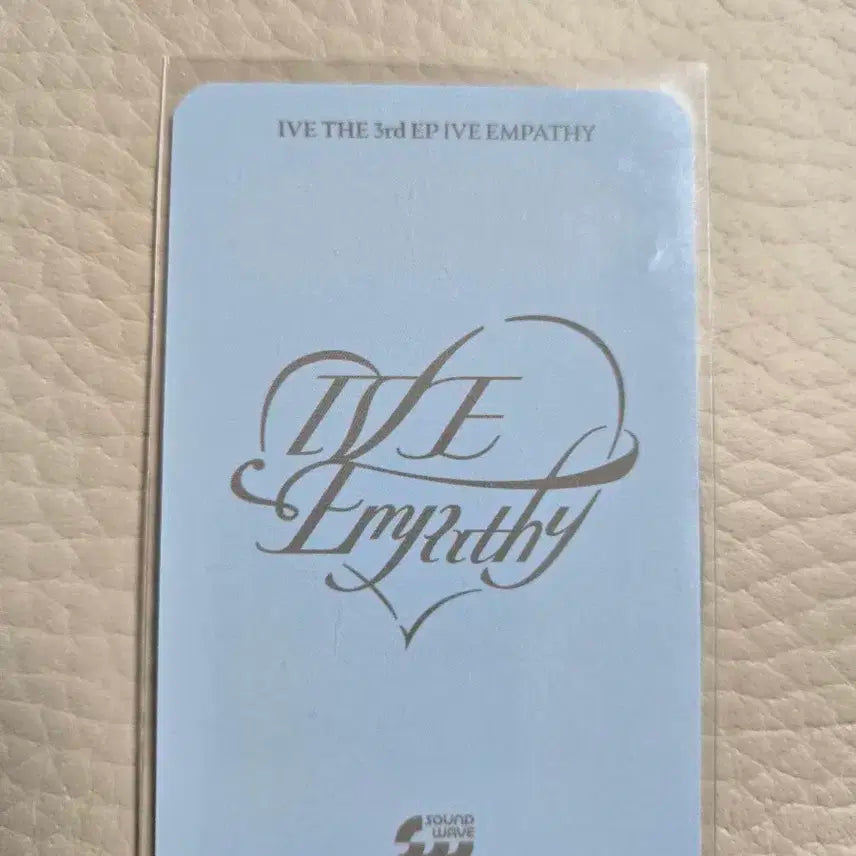 IVE THE 3rd EP IVE EMPATHY
IVE
Empathy
SOUND
WAVE